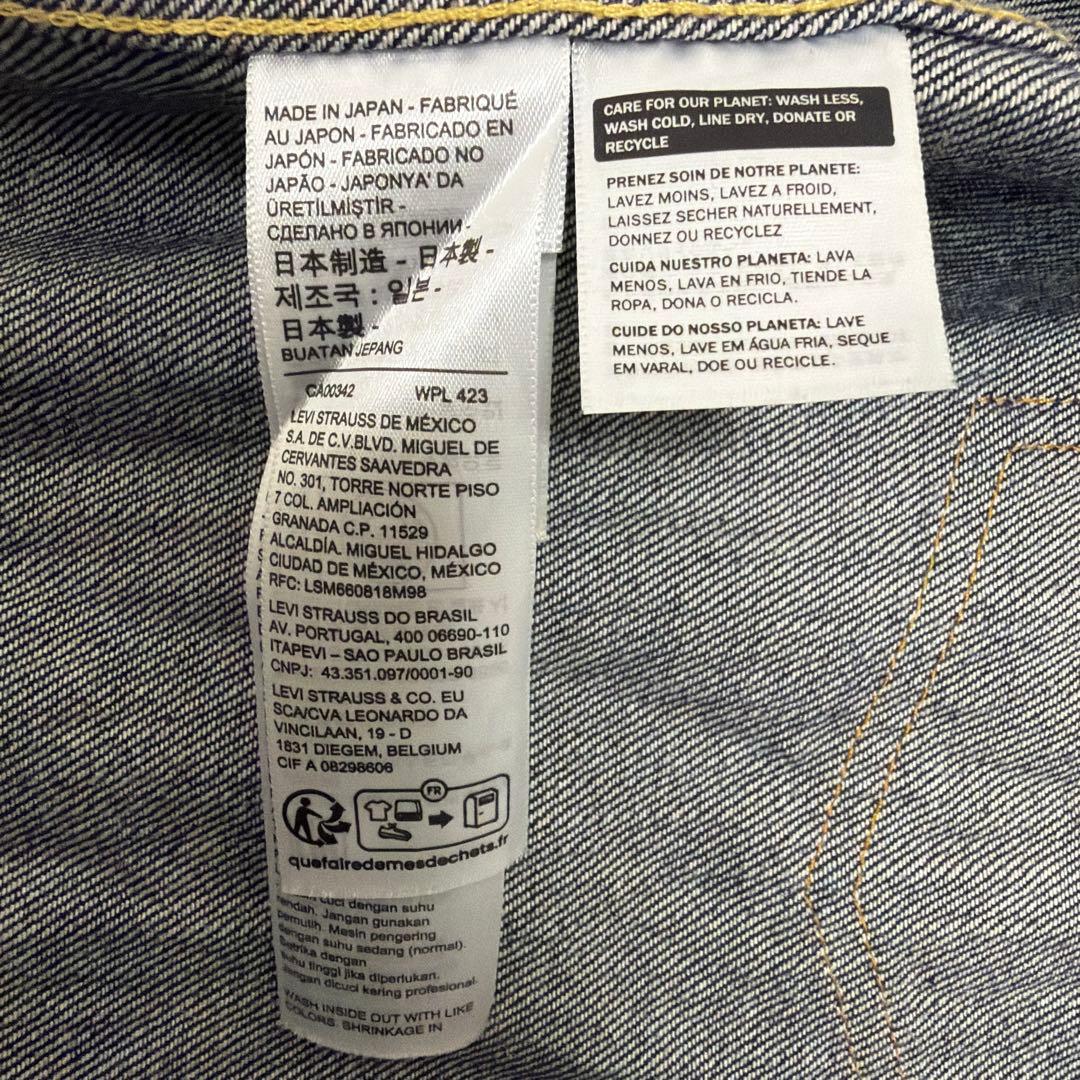 MADE IN JAPAN - FABRIQUÉ
AU JAPON - FABRICADO EN
JAPÓN - FABRICADO NO
JAPÃO - JAPONYA' DA
ÜRETİLMİŞTİR -
СДЕЛАНО В ЯПОНИИ -
日本制造 - 日本製 -
제조국 : 일본 -
日本製 -
BUATAN JEPANG
CA00342 WPL 423
LEVI STRAUSS DE MÉXICO
S.A. DE C.V.BLVD. MIGUEL DE
CERVANTES SAAVEDRA
NO. 301, TORRE NORTE PISO
7 COL. AMPLIACIÓN
GRANADA C.P. 11529
ALCALDÍA. MIGUEL HIDALGO
CIUDAD DE MÉXICO, MÉXICO
RFC: LSM660818M98
LEVI STRAUSS DO BRASIL
AV. PORTUGAL, 400 06690-110
ITAPEVI – SAO PAULO BRASIL
CNPJ: 43.351.097/0001-90
LEVI STRAUSS & CO. EU
SCA/CVA LEONARDO DA
VINCILAAN, 19 - D
1831 DIEGEM, BELGIUM
CIF A 08298606
FR
quefairedemesdechets.fr
cuci dengan suhu
rendah. Jangan gunakan
pemutih. Mesin pengering
dengan suhu sedang (normal).
Setrika dengan
suhu tinggi jika diperlukan.
Jangan dicuci kering profesional.
WASH INSIDE OUT WITH LIKE
COLORS. SHRINKAGE IN
CARE FOR OUR PLANET: WASH LESS,
WASH COLD, LINE DRY, DONATE OR
RECYCLE
PRENEZ SOIN DE NOTRE PLANETE:
LAVEZ MOINS, LAVEZ A FROID,
LAISSEZ SECHER NATURELLEMENT,
DONNEZ OU RECYCLEZ
CUIDA NUESTRO PLANETA: LAVA
MENOS, LAVA EN FRIO, TIENDE LA
ROPA, DONA O RECICLA.
CUIDE DO NOSSO PLANETA: LAVE
MENOS, LAVE EM ÁGUA FRIA, SEQUE
EM VARAL, DOE OU RECICLE.